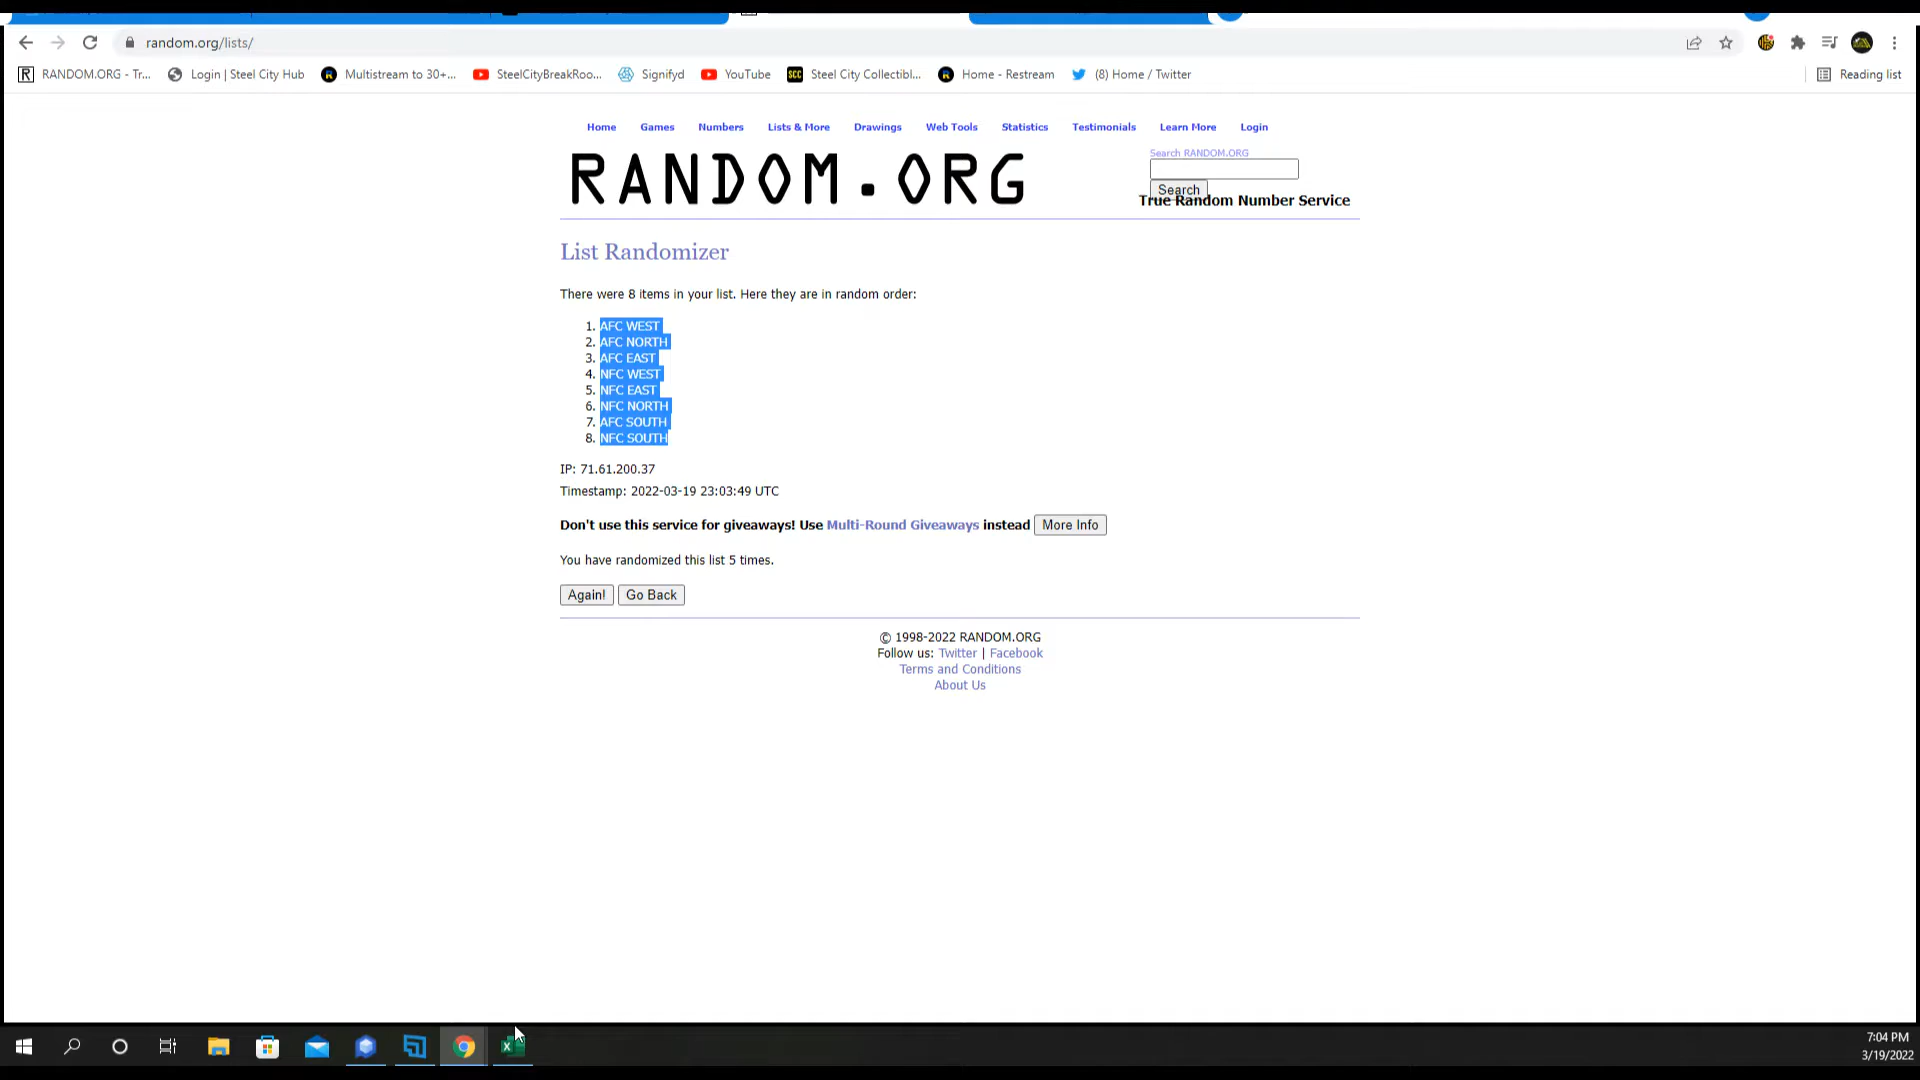 random.org/lists/
RANDOM.ORG - Tr... Login | Steel City Hub Multistream to 30+... SteelCityBreakRoo... Signifyd YouTube SCC Steel City Collectibl... Home - Restream (8) Home / Twitter Reading list
Home Games Numbers Lists & More Drawings Web Tools Statistics Testimonials Learn More Login
RANDOM.ORG
Search RANDOM.ORG
Search
True Random Number Service
List Randomizer
There were 8 items in your list. Here they are in random order:
1. AFC WEST
2. AFC NORTH
3. AFC EAST
4. NFC WEST
5. NFC EAST
6. NFC NORTH
7. AFC SOUTH
8. NFC SOUTH
IP: 71.61.200.37
Timestamp: 2022-03-19 23:03:49 UTC
Don't use this service for giveaways! Use Multi-Round Giveaways instead More Info
You have randomized this list 5 times.
Again! Go Back
© 1998-2022 RANDOM.ORG
Follow us: Twitter | Facebook
Terms and Conditions
About Us
7:04 PM
3/19/2022